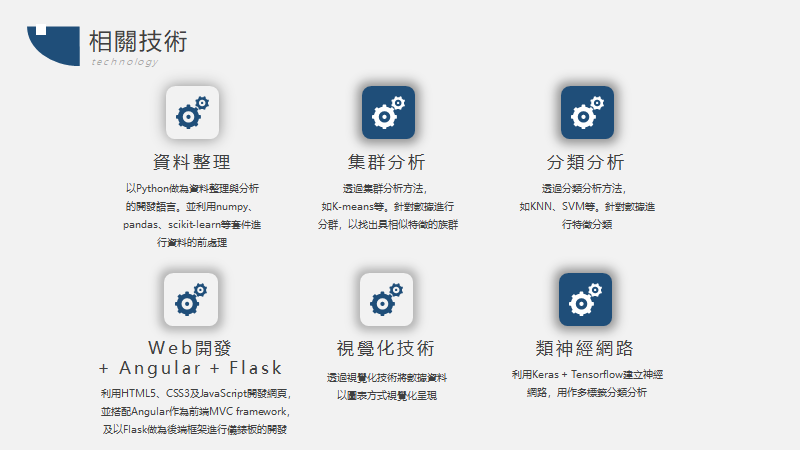 相關技術
technology
資料整理
以Python做為資料整理與分析
的開發語言。並利用numpy、
pandas、scikit-learn等套件進
行資料的前處理
集群分析
透過集群分析方法，
如K-means等。針對數據進行
分群，以找出具相似特徵的族群
分類分析
透過分類分析方法，
如KNN、SVM等。針對數據進
行特徵分類
Web開發
+ Angular + Flask
利用HTML5、CSS3及JavaScript開發網頁，
並搭配Angular作為前端MVC framework，
及以Flask做為後端框架進行儀錶板的開發
視覺化技術
透過視覺化技術將數據資料
以圖表方式視覺化呈現
類神經網路
利用Keras + Tensorflow建立神經
網路，用作多標籤分類分析